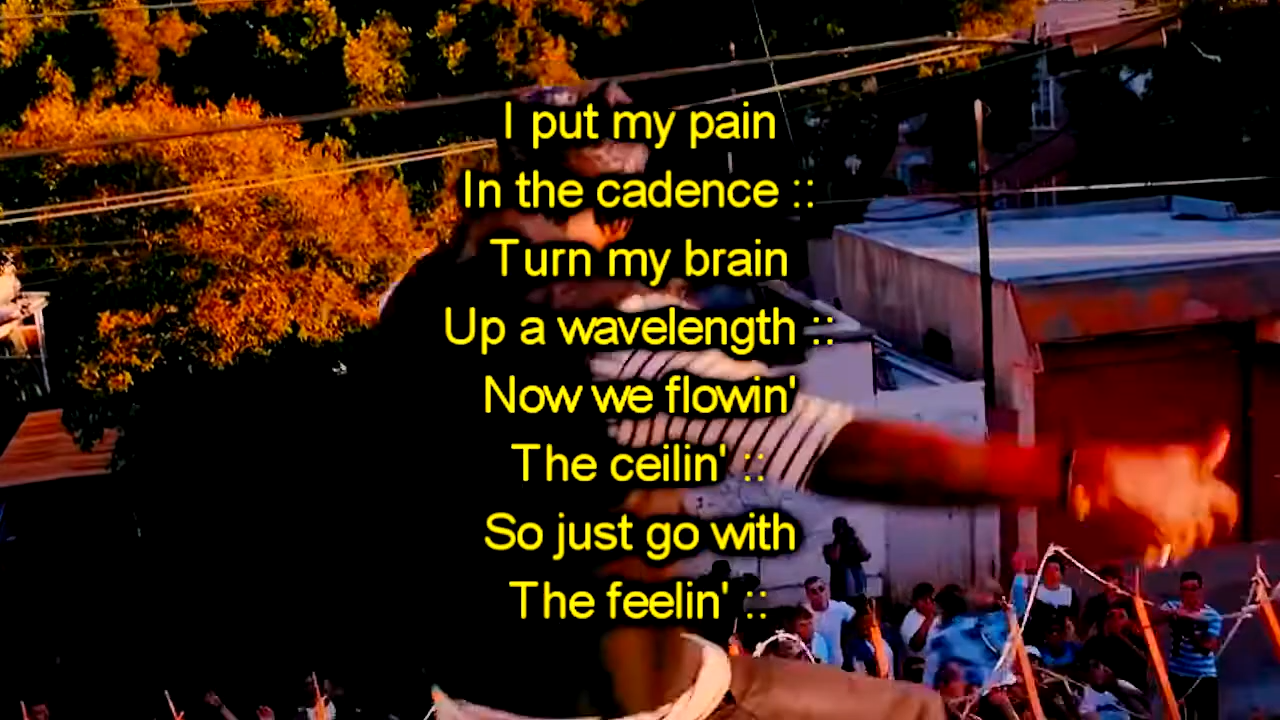 I put my pain
In the cadence ::
Turn my brain
Up a wavelength ::
Now we flowin'
The ceilin' ::
So just go with
The feelin' ::